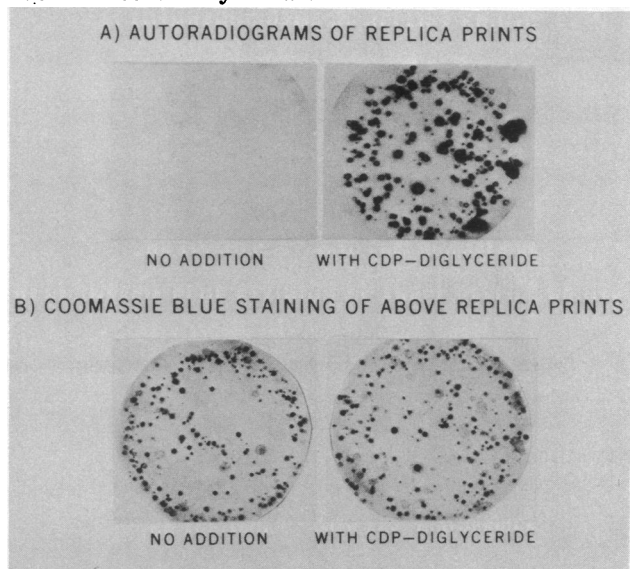 A) AUTORADIOGRAMS OF REPLICA PRINTS
NO ADDITION WITH CDP-DIGLYCERIDE
B) COOMASSIE BLUE STAINING OF ABOVE REPLICA PRINTS
NO ADDITION WITH CDP-DIGLYCERIDE